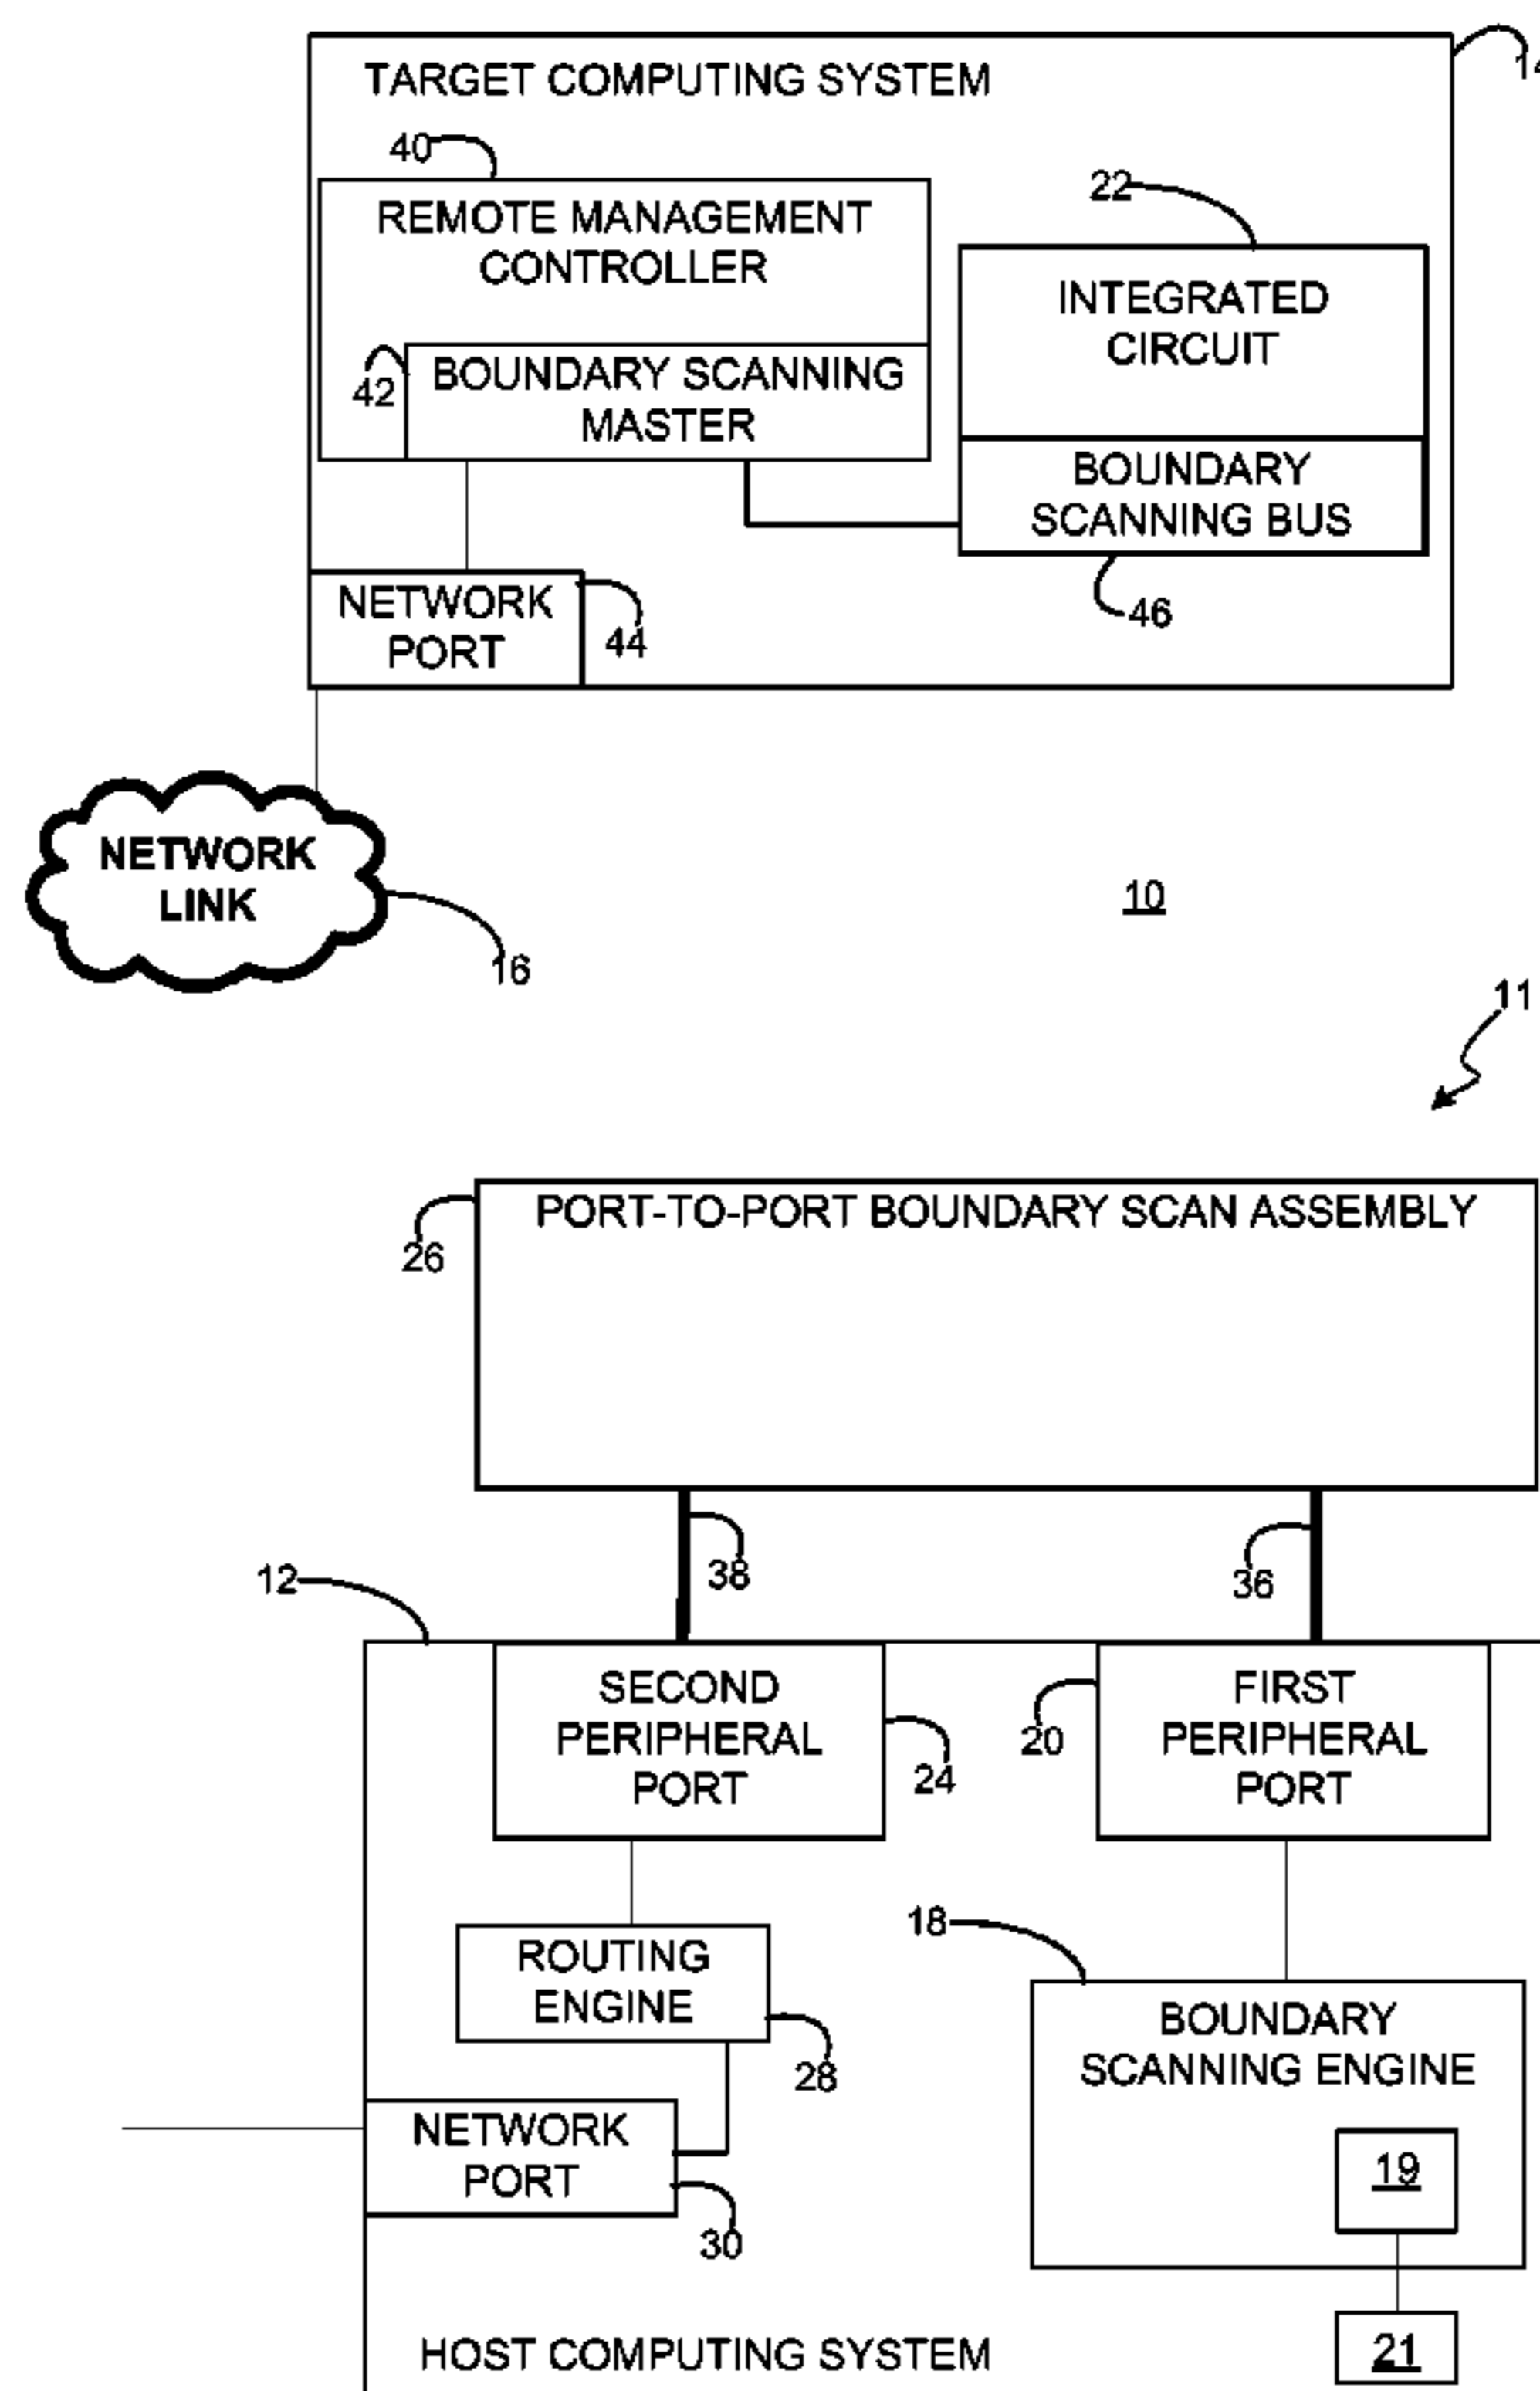 TARGET COMPUTING SYSTEM
14
40
REMOTE MANAGEMENT
CONTROLLER
22
INTEGRATED
CIRCUIT
42
BOUNDARY SCANNING
MASTER
BOUNDARY
SCANNING BUS
46
NETWORK
PORT
44
NETWORK
LINK
16
10
11
PORT-TO-PORT BOUNDARY SCAN ASSEMBLY
26
38
36
12
SECOND
PERIPHERAL
PORT
24
20
FIRST
PERIPHERAL
PORT
ROUTING
ENGINE
28
18
BOUNDARY
SCANNING ENGINE
NETWORK
PORT
30
19
21
HOST COMPUTING SYSTEM